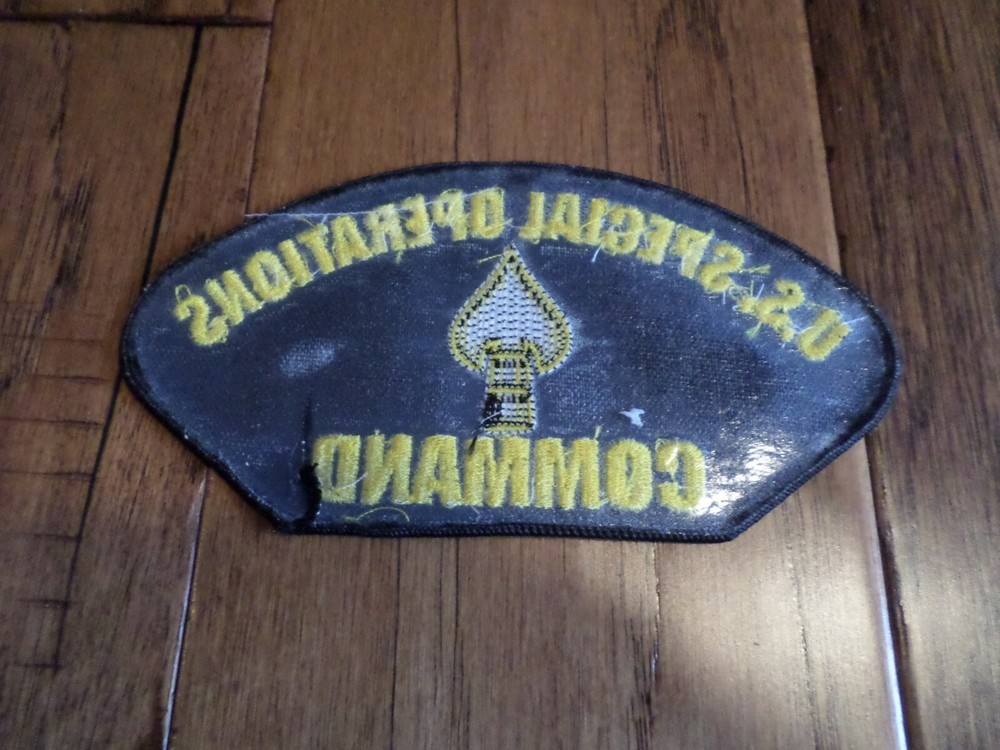 U.S. SPECIAL OPERATIONS
COMMAND